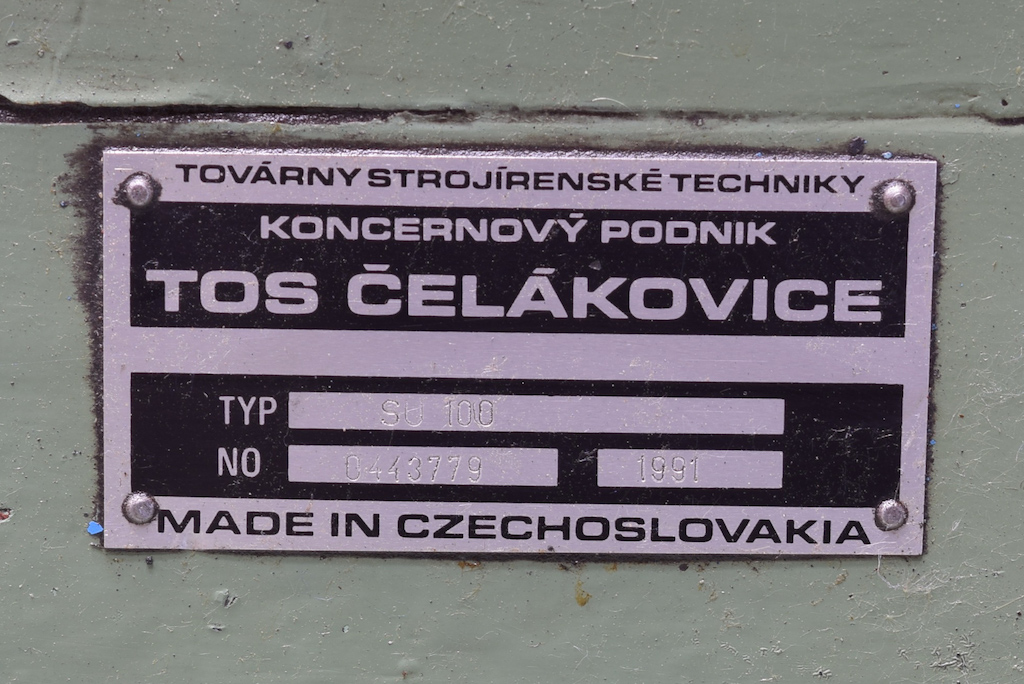 TOVÁRNY STROJÍRENSKÉ TECHNIKY
KONCERNOVÝ PODNIK
TOS ČELÁKOVICE
TYP SU 100
NO 0443779 1991
MADE IN CZECHOSLOVAKIA